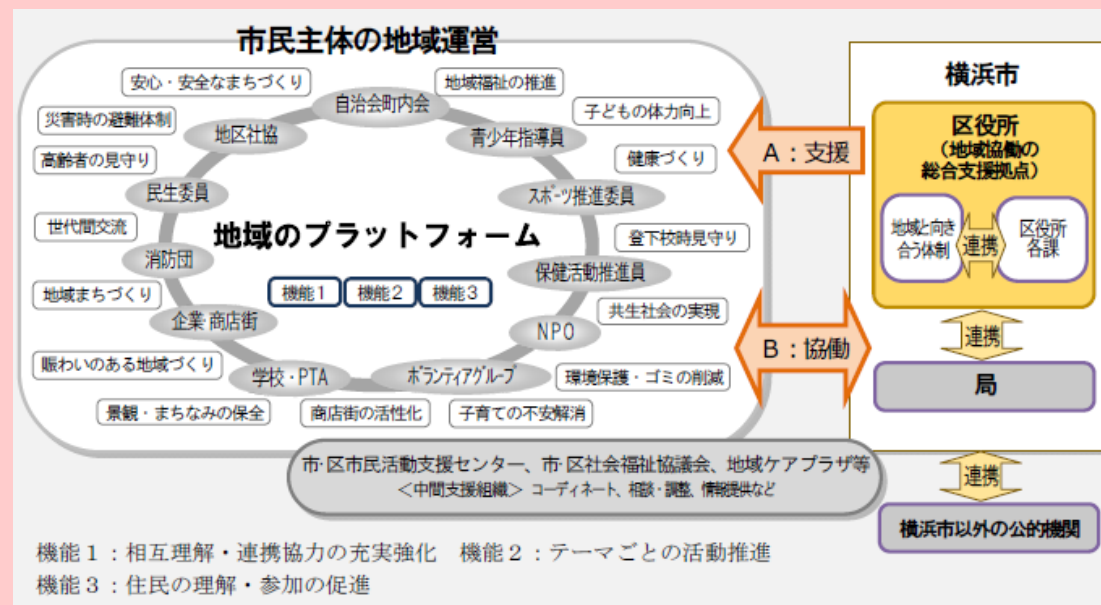 市民主体の地域運営
安心・安全なまちづくり
地域福祉の推進
自治会町内会
災害時の避難体制
地区社協
青少年指導員
子どもの体力向上
高齢者の見守り
健康づくり
民生委員
スポーツ推進委員
世代間交流
地域のプラットフォーム
登下校時見守り
消防団
保健活動推進員
地域まちづくり
機能1
機能2
機能3
共生社会の実現
企業・商店街
NPO
賑わいのある地域づくり
学校・PTA
ボランティアグループ
環境保護・ゴミの削減
景観・まちなみの保全
商店街の活性化
子育ての不安解消
A:支援
B:協働
横浜市
区役所
(地域協働の
総合支援拠点)
地域と向き
合う体制
連携
区役所
各課
連携
局
連携
横浜市以外の公的機関
市・区市民活動支援センター、市・区社会福祉協議会、地域ケアプラザ等
<中間支援組織> コーディネート、相談・調整、情報提供など
機能1:相互理解・連携協力の充実強化 機能2:テーマごとの活動推進
機能3:住民の理解・参加の促進